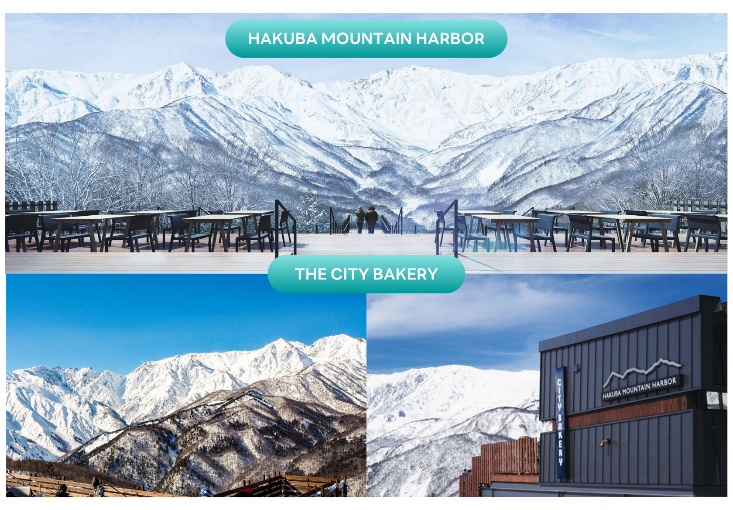 HAKUBA MOUNTAIN HARBOR
THE CITY BAKERY
CITY BAKERY
HAKUBA MOUNTAIN HARBOR